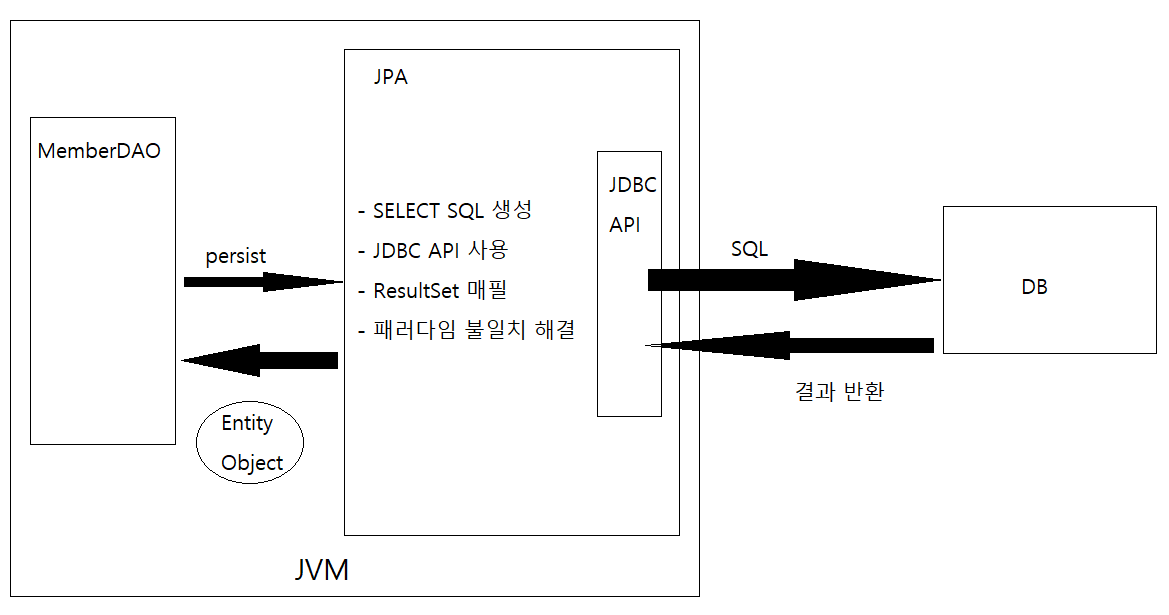 JPA
MemberDAO
JDBC
API
- SELECT SQL 생성
- JDBC API 사용
- ResultSet 매필
- 패러다임 불일치 해결
persist
SQL
DB
결과 반환
Entity
Object
JVM